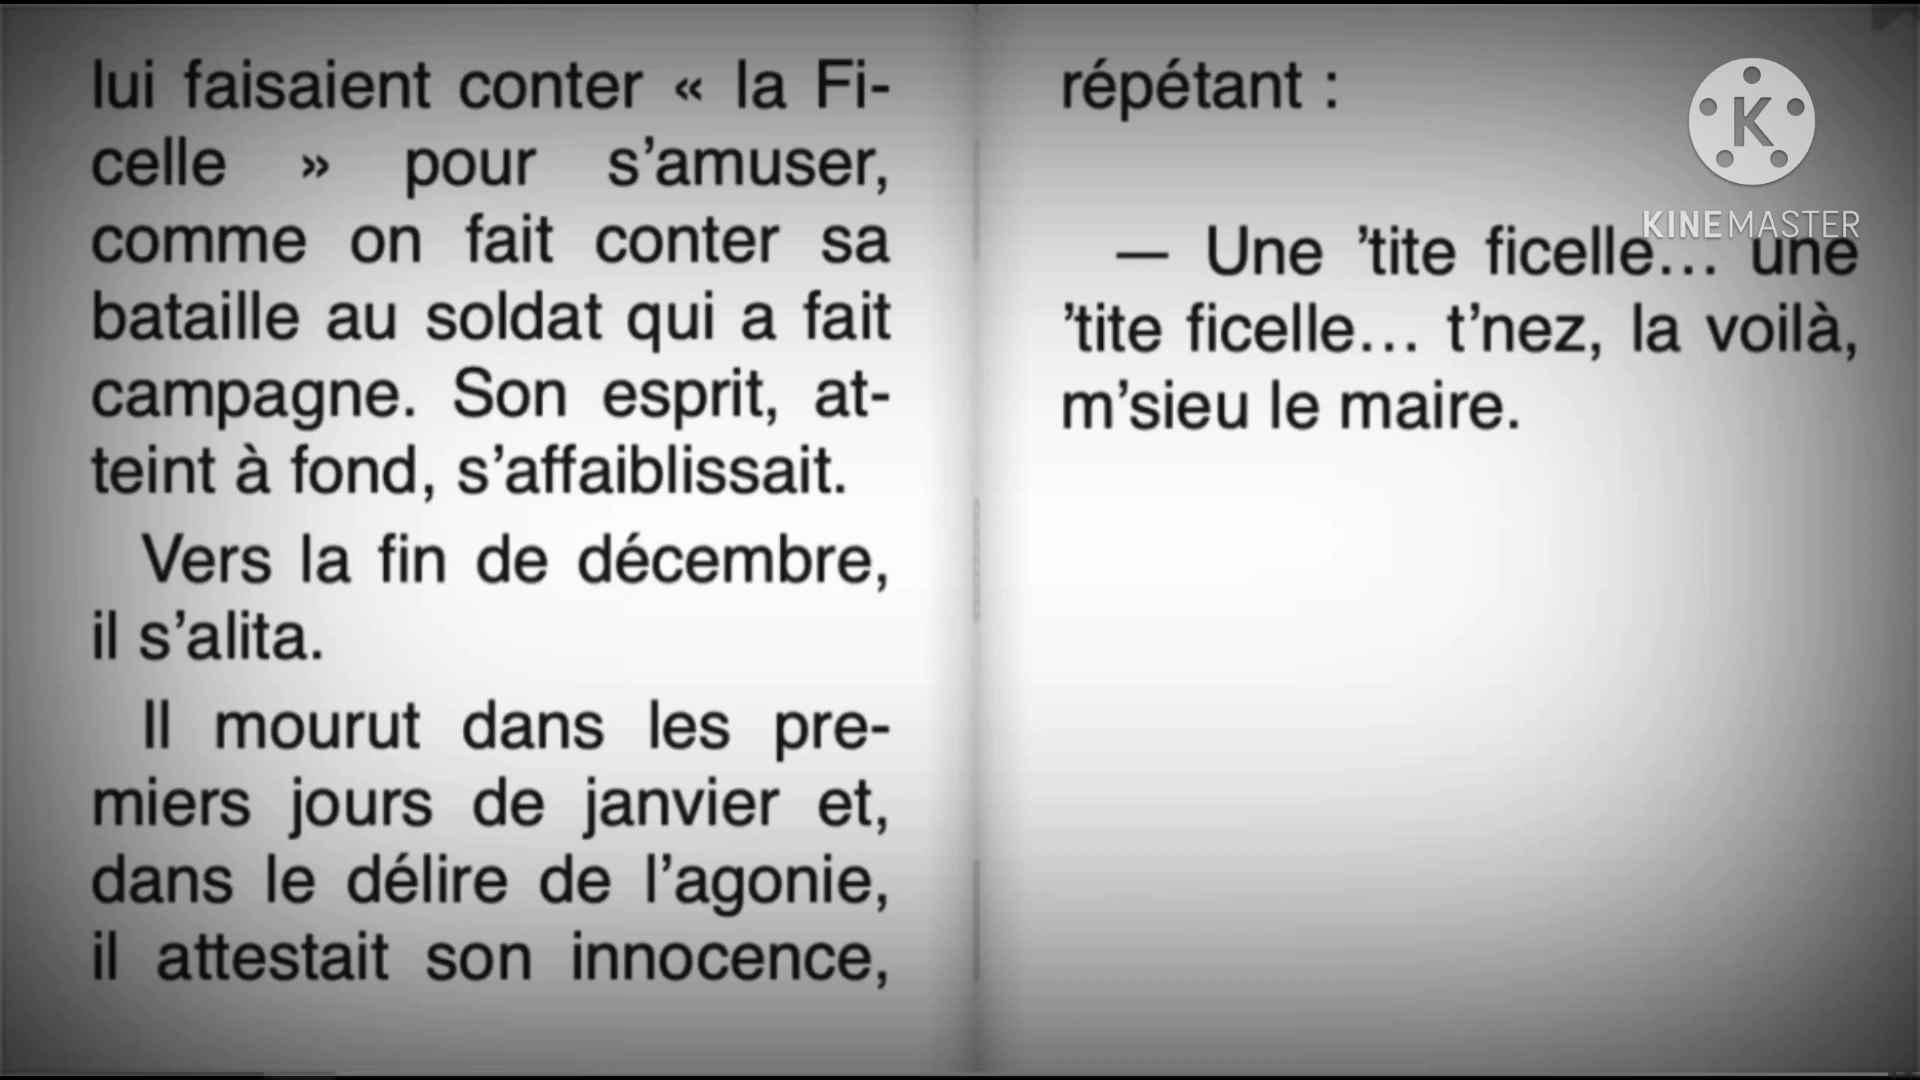 lui faisaient conter « la Fi-
celle » pour s’amuser,
comme on fait conter sa
bataille au soldat qui a fait
campagne. Son esprit, at-
teint à fond, s’affaiblissait.
Vers la fin de décembre,
il s’alita.
Il mourut dans les pre-
miers jours de janvier et,
dans le délire de l’agonie,
il attestait son innocence,
répétant :
— Une ’tite ficelle… une
’tite ficelle… t’nez, la voilà,
m’sieu le maire.
K
KINEMASTER